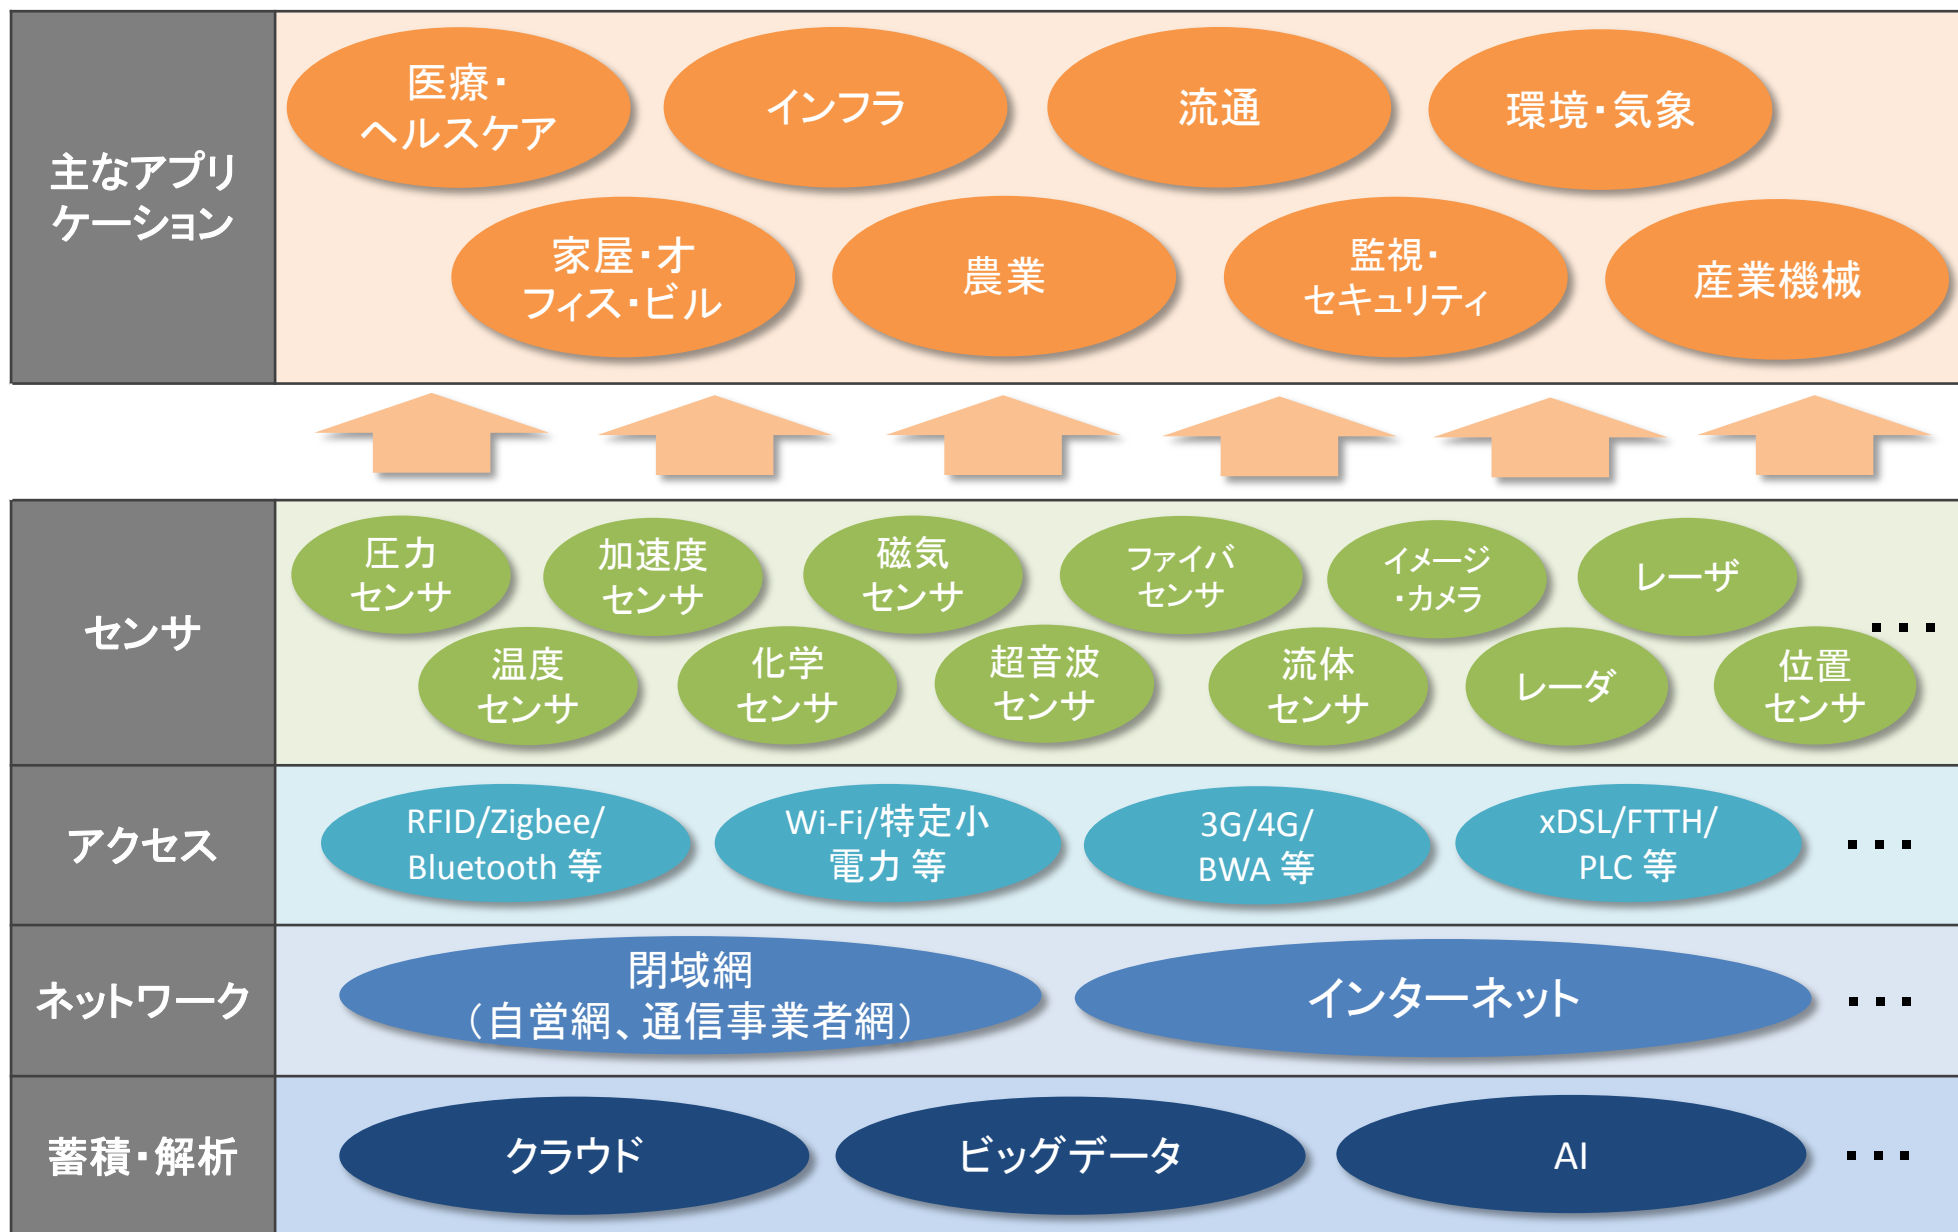 主なアプリ
ケーション
医療・
ヘルスケア
インフラ
流通
環境・気象
家屋・オ
フィス・ビル
農業
監視・
セキュリティ
産業機械
センサ
圧力
センサ
加速度
センサ
磁気
センサ
ファイバ
センサ
イメージ
・カメラ
レーザ
温度
センサ
化学
センサ
超音波
センサ
流体
センサ
レーダ
位置
センサ
・・・
アクセス
RFID/Zigbee/
Bluetooth 等
Wi-Fi/特定小
電力 等
3G/4G/
BWA 等
xDSL/FTTH/
PLC 等
・・・
ネットワーク
閉域網
（自営網、通信事業者網）
インターネット
・・・
蓄積・解析
クラウド
ビッグデータ
AI
・・・